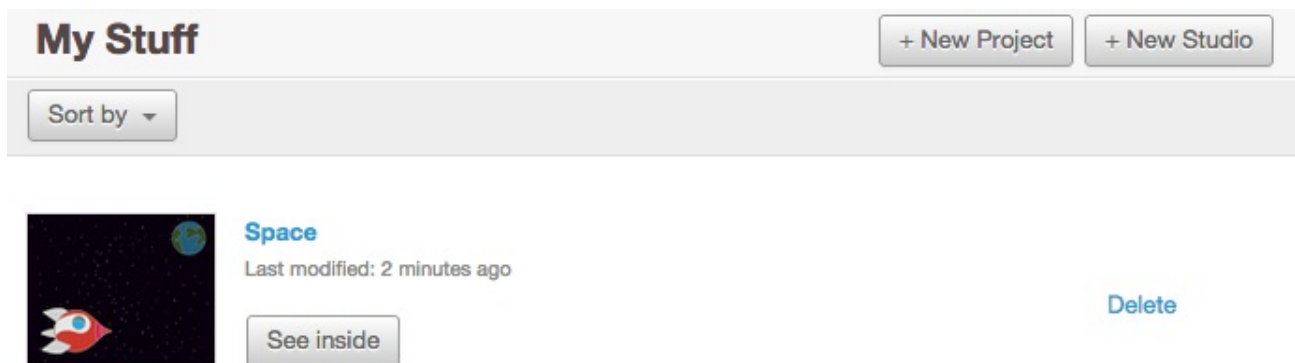 My Stuff
+ New Project
+ New Studio
Sort by
Space
Last modified: 2 minutes ago
Delete
See inside